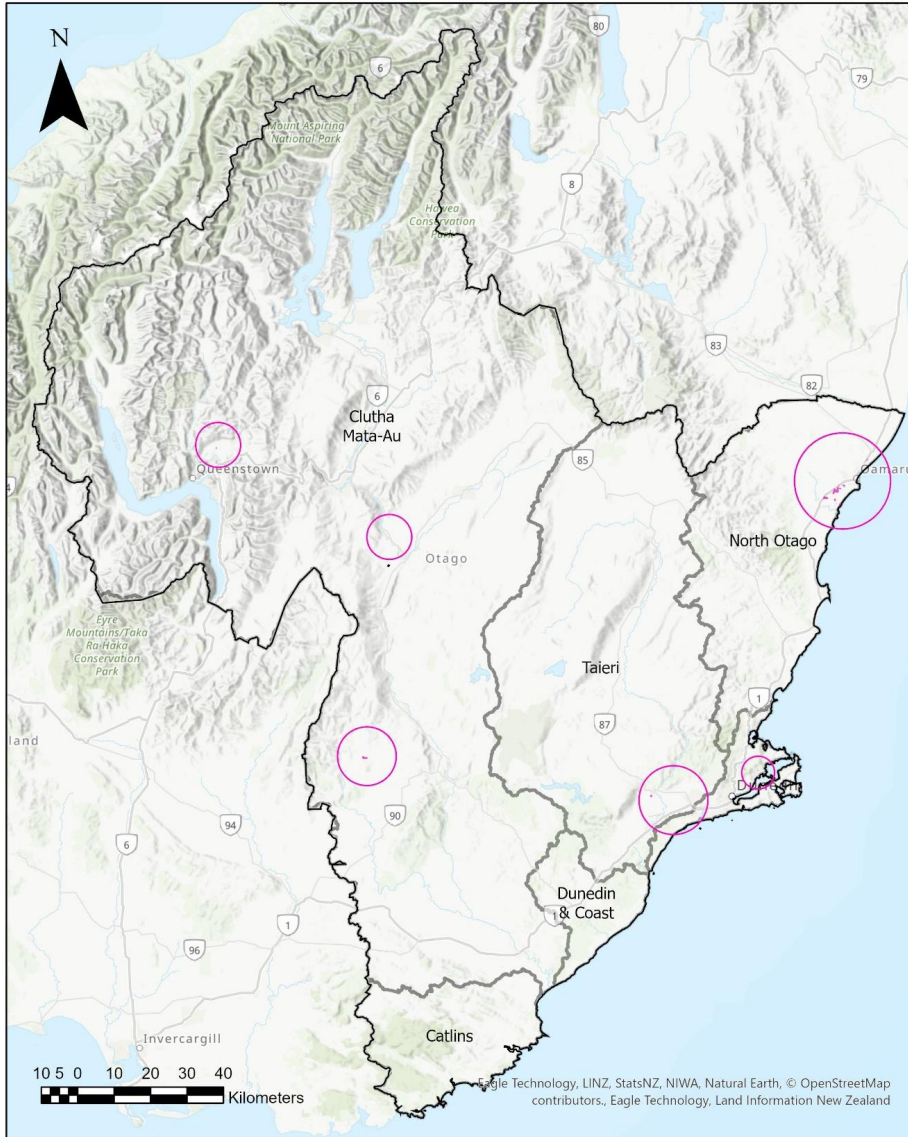 N
80
6
79
Mount Aspiring
National Park
8
Hawea
Conservation
Park
83
82
6
Clutha
Mata-Au
85
Queenstown
Oamaru
North Otago
Otago
Eyre
Mountains/Taka
Ra Haka
Conservation
Park
Taieri
1
87
land
90
94
6
Dunedin
& Coast
1
1
96
Catlins
Invercargill
10 5 0 10 20 30 40
Kilometers
Eagle Technology, LINZ, StatsNZ, NIWA, Natural Earth, © OpenStreetMap
contributors., Eagle Technology, Land Information New Zealand